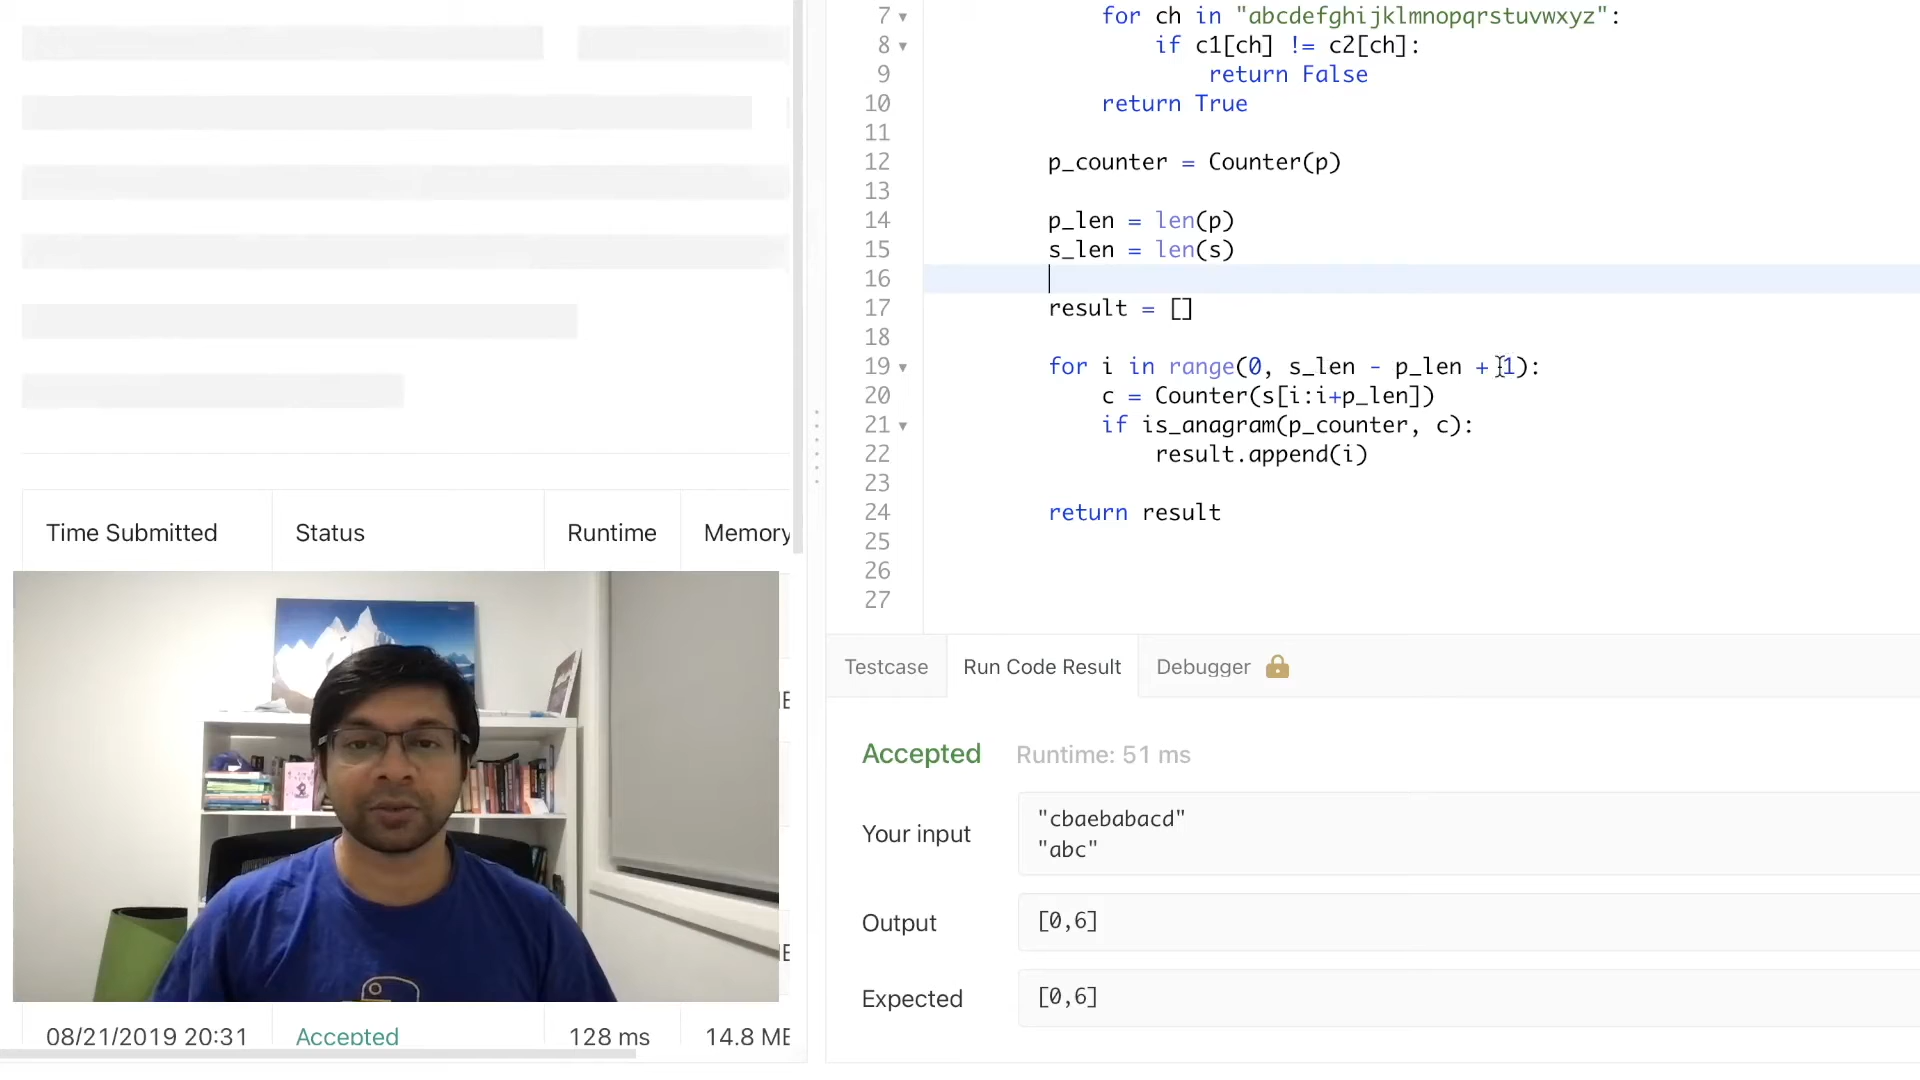 7
for ch in "abcdefghijklmnopqrstuvwxyz":
8
if c1[ch] != c2[ch]:
9
return False
10
return True
11
12
p_counter = Counter(p)
13
14
p_len = len(p)
15
s_len = len(s)
16
17
result = []
18
19
for i in range(0, s_len - p_len + 1):
20
c = Counter(s[i:i+p_len])
21
if is_anagram(p_counter, c):
22
result.append(i)
23
24
return result
25
26
27
Time Submitted
Status
Runtime
Memory
08/21/2019 20:31
Accepted
128 ms
14.8 MB
Testcase
Run Code Result
Debugger
Accepted
Runtime: 51 ms
Your input
"cbaebabacd"
"abc"
Output
[0,6]
Expected
[0,6]